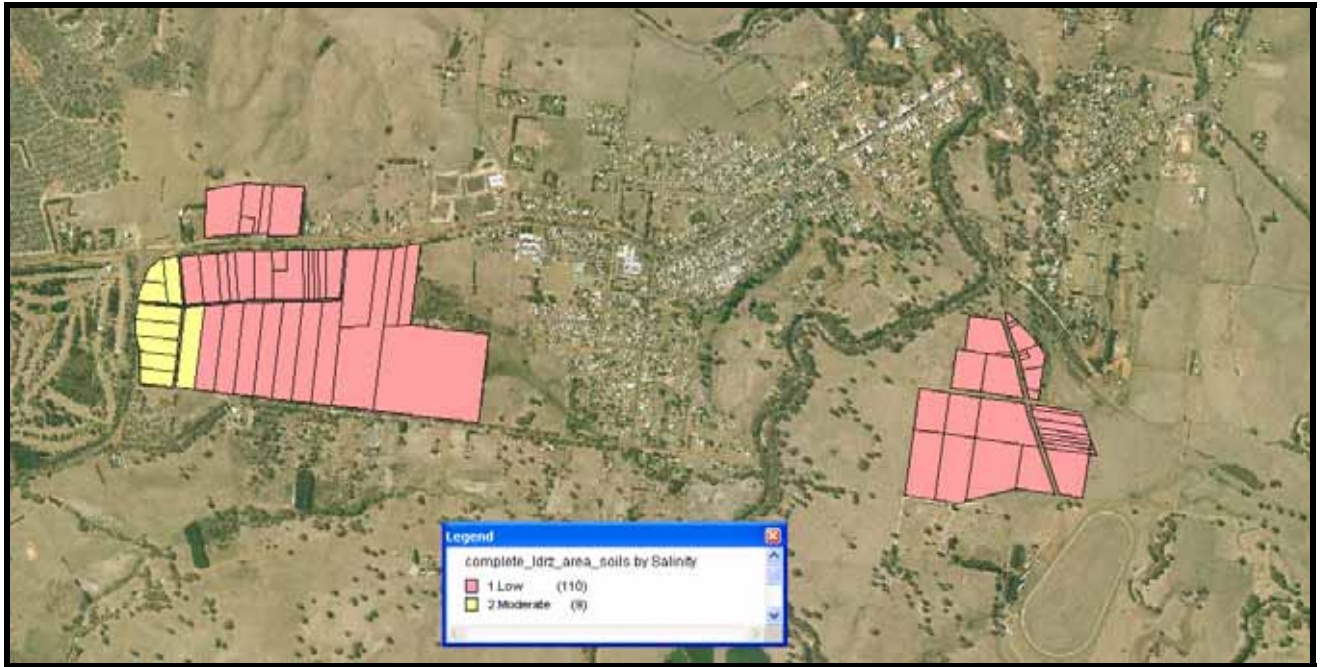 Legend
complete_ldrz_area_soils by Salinity
1.Low (110)
2.Moderate (9)